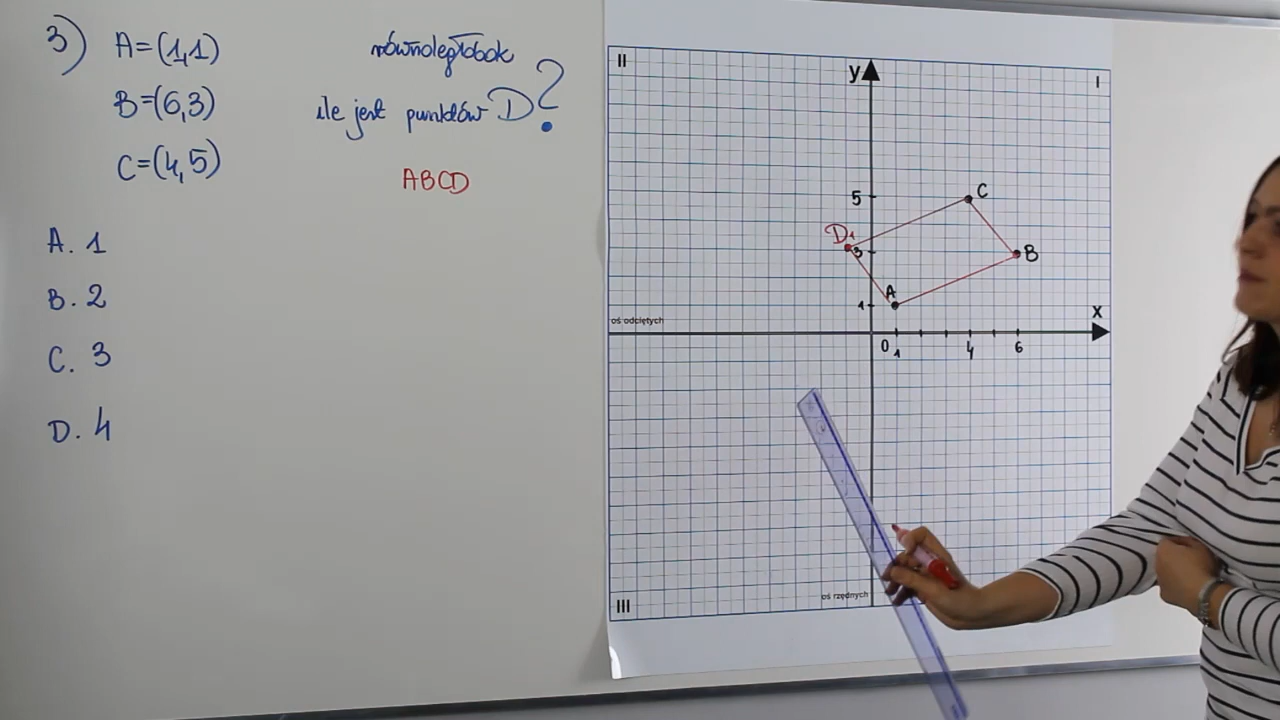 3) A=(1,1)
B=(6,3)
C=(4,5)
równoległobok
ile jest punktów D?
ABCD
A. 1
B. 2
C. 3
D. 4
II
y
I
5
C
D1
3
B
A
1
oś odciętych
x
0
1
4
6
III
oś rzędnych